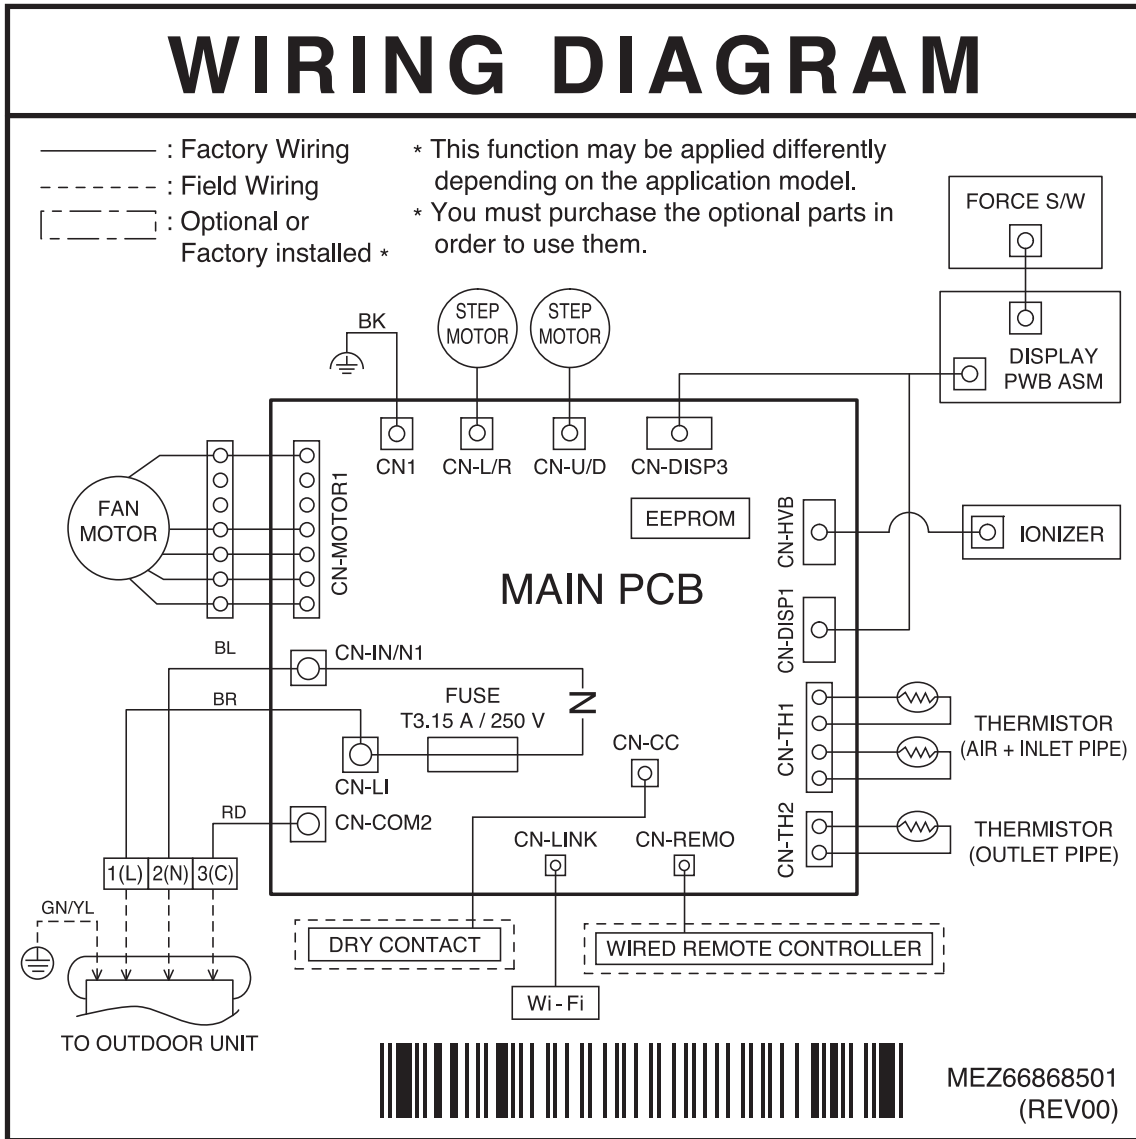 WIRING DIAGRAM
: Factory Wiring
: Field Wiring
: Optional or
Factory installed *
* This function may be applied differently
depending on the application model.
* You must purchase the optional parts in
order to use them.
FORCE S/W
DISPLAY
PWB ASM
BK
STEP
MOTOR
STEP
MOTOR
CN1
CN-L/R
CN-U/D
CN-DISP3
FAN
MOTOR
CN-MOTOR1
EEPROM
CN-HVB
IONIZER
MAIN PCB
CN-DISP1
BL
CN-IN/N1
BR
FUSE
T3.15 A / 250 V
N
CN-LI
CN-CC
CN-TH1
THERMISTOR
(AIR + INLET PIPE)
RD
CN-COM2
CN-LINK
CN-REMO
CN-TH2
THERMISTOR
(OUTLET PIPE)
1(L) 2(N) 3(C)
GN/YL
DRY CONTACT
WIRED REMOTE CONTROLLER
Wi-Fi
TO OUTDOOR UNIT
MEZ66868501
(REV00)